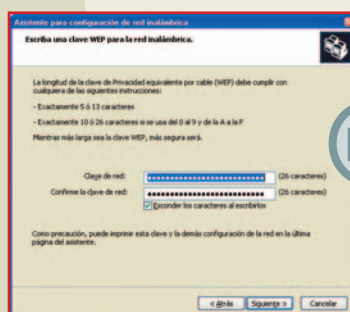 Asistente para configuración de red inalámbrica
Escriba una clave WEP para la red inalámbrica.
La longitud de la clave de Privacidad equivalente por cable (WEP) debe cumplir con
cualquiera de las siguientes instrucciones:
- Exactamente 5 ó 13 caracteres
- Exactamente 10 ó 26 caracteres si se usa del 0 al 9 y de la A a la F
Mientras más larga sea la clave WEP, más segura será.
Clave de red: •••••••••••••••••••••••••• (26 caracteres)
Confirme la clave de red: •••••••••••••••••••••••••• (26 caracteres)
Esconder los caracteres al escribirlos
Como precaución, puede imprimir esta clave y la demás configuración de la red en la última
página del asistente.
< Atrás Siguiente > Cancelar